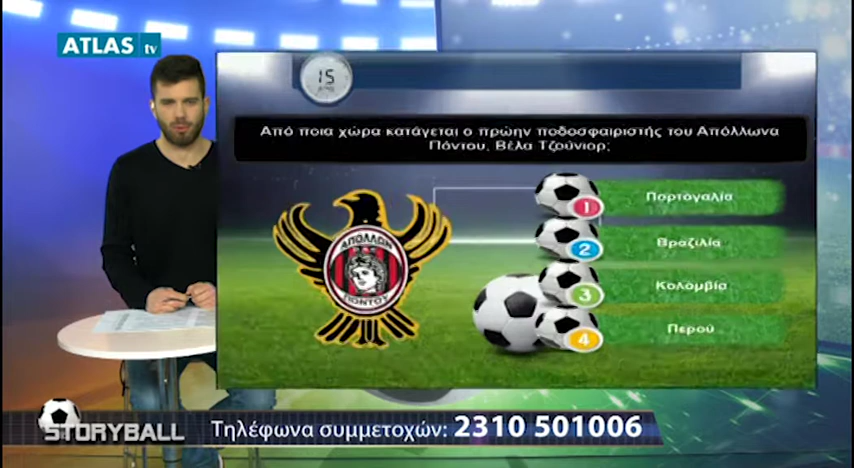 ATLAS tv
15
Από ποια χώρα κατάγεται ο πρώην ποδοσφαιριστής του Απόλλωνα
Πόντου, Βέλα Τζούνιορ;
ΑΠΟΛΛΩΝ
ΠΟΝΤΟΥ
1 Πορτογαλία
2 Βραζιλία
3 Κολομβία
4 Περού
STORYBALL
Τηλέφωνα συμμετοχών: 2310 501006